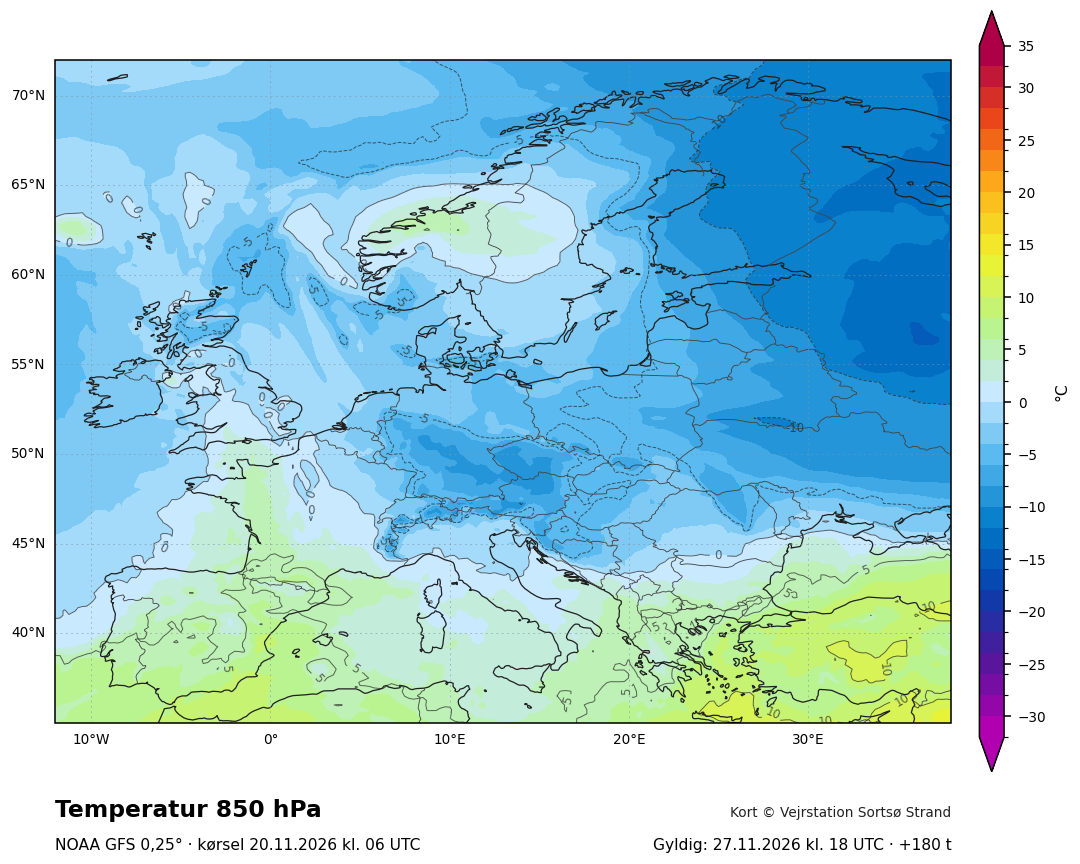 35
30
25
20
15
10
5
0
−5
−10
−15
−20
−25
−30
°C
70°N
65°N
60°N
55°N
50°N
45°N
40°N
10°W
0°
10°E
20°E
30°E
Temperatur 850 hPa
Kort © Vejrstation Sortsø Strand
NOAA GFS 0,25° · kørsel 20.11.2026 kl. 06 UTC
Gyldig: 27.11.2026 kl. 18 UTC · +180 t